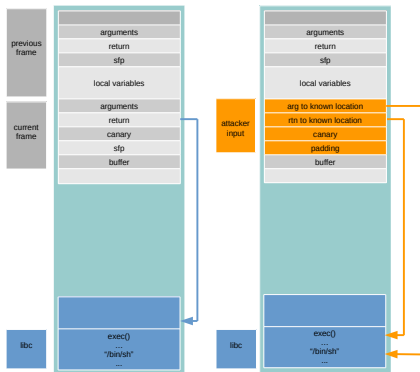 previous
frame
current
frame
libc
arguments
return
sfp
local variables
arguments
return
canary
sfp
buffer
exec()
...
"/bin/sh"
...
attacker
input
libc
arguments
return
sfp
local variables
arg to known location
rtn to known location
canary
padding
buffer
exec()
...
"/bin/sh"
...